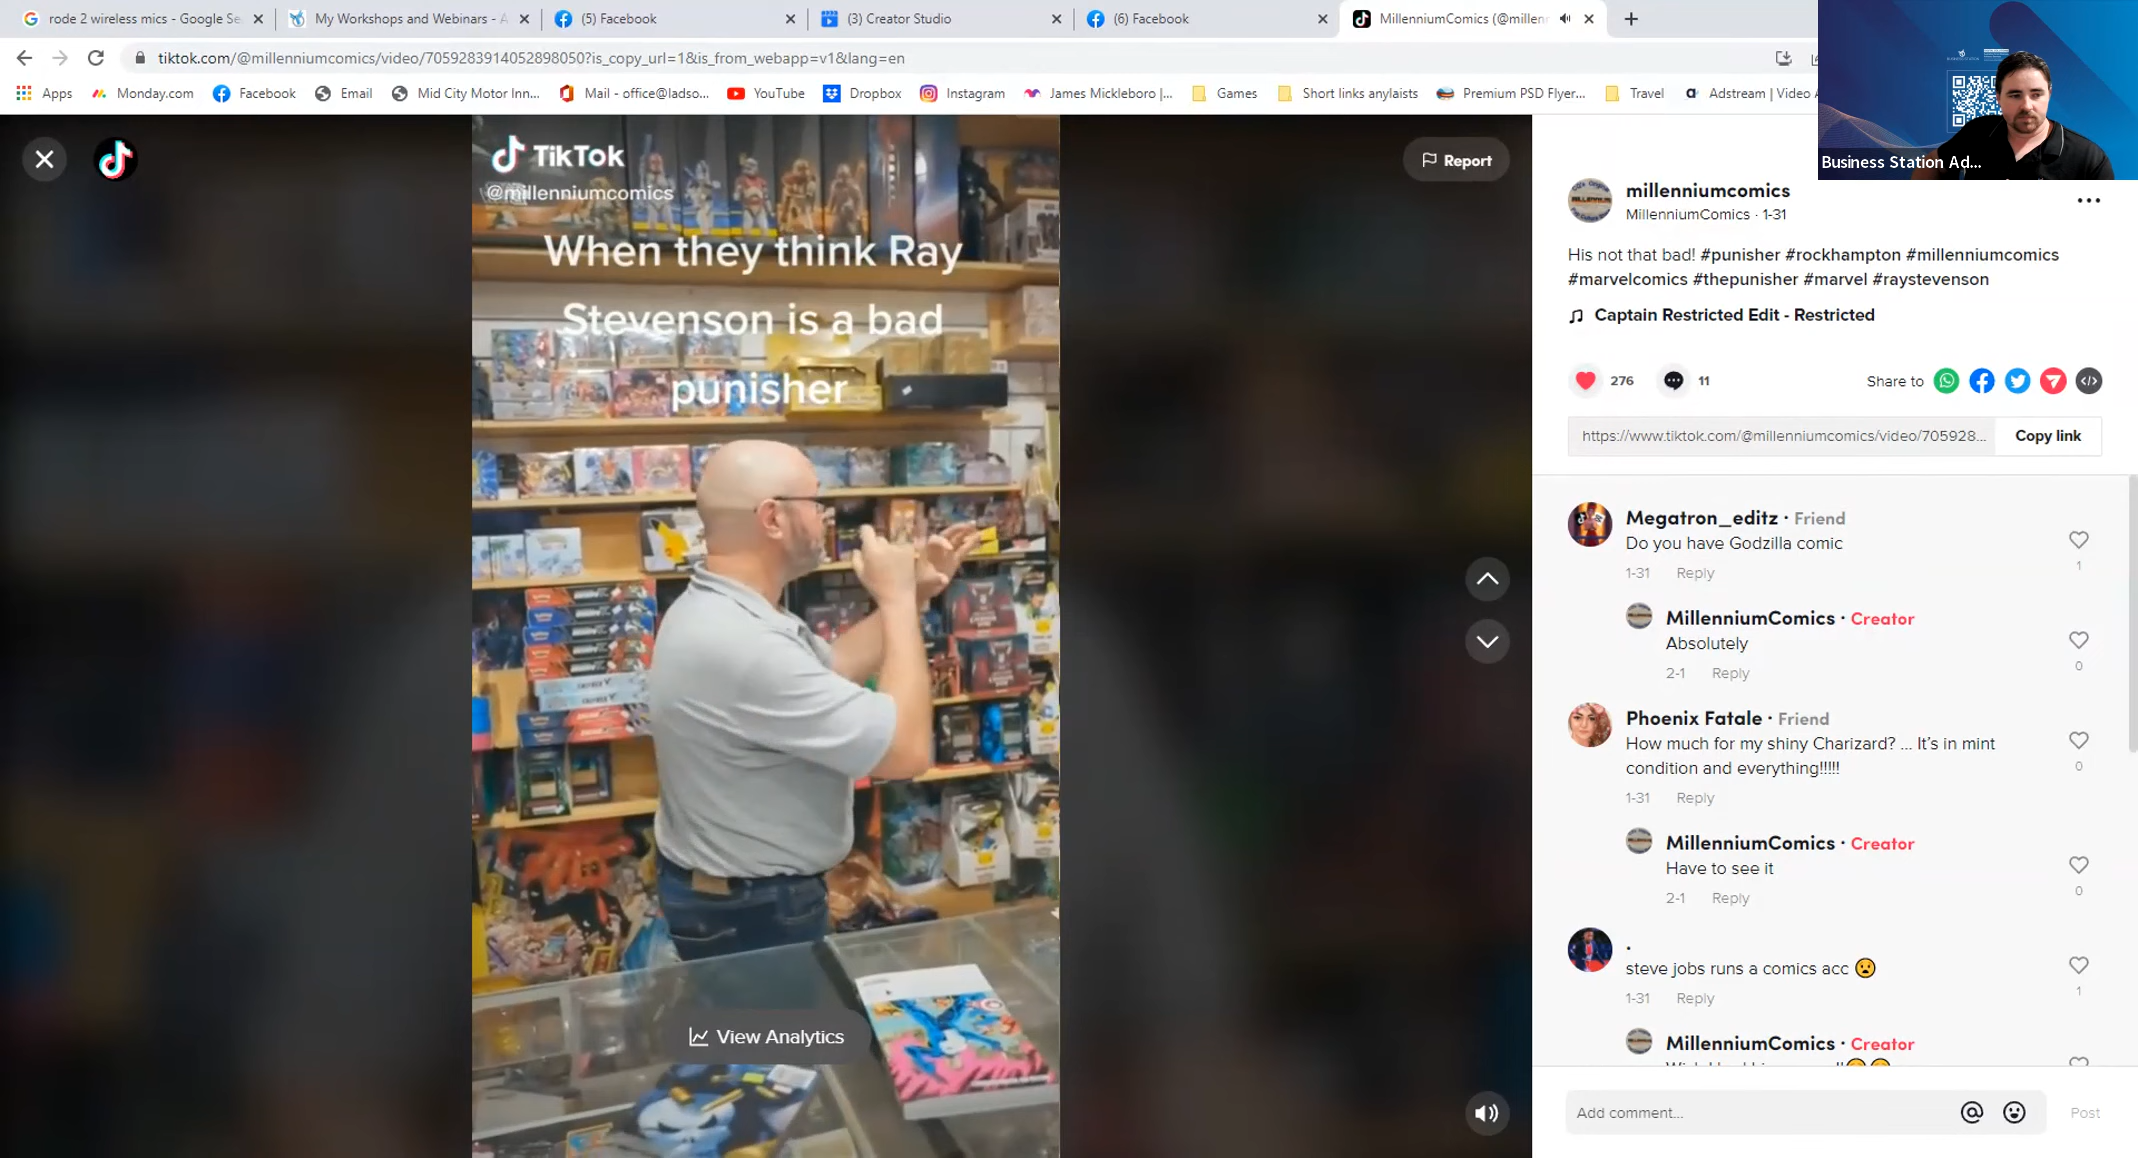 rode 2 wireless mics - Google Se
My Workshops and Webinars - A
(5) Facebook
(3) Creator Studio
(6) Facebook
MillenniumComics (@millenn
tiktok.com/@millenniumcomics/video/7059283914052898050?is_copy_url=1&is_from_webapp=v1&lang=en
Apps
Monday.com
Facebook
Email
Mid City Motor Inn...
Mail - office@ladso...
YouTube
Dropbox
Instagram
James Mickleboro |...
Games
Short links anylaists
Premium PSD Flyer...
Travel
Adstream | Video A
Business Station Ad...
TikTok
@millenniumcomics
When they think Ray
Stevenson is a bad
punisher
View Analytics
Report
millenniumcomics
MillenniumComics · 1-31
His not that bad! #punisher #rockhampton #millenniumcomics
#marvelcomics #thepunisher #marvel #raystevenson
Captain Restricted Edit - Restricted
276
11
Share to
https://www.tiktok.com/@millenniumcomics/video/705928...
Copy link
Megatron_editz · Friend
Do you have Godzilla comic
1-31 Reply
1
MillenniumComics · Creator
Absolutely
2-1 Reply
0
Phoenix Fatale · Friend
How much for my shiny Charizard? ... It's in mint
condition and everything!!!!!
1-31 Reply
0
MillenniumComics · Creator
Have to see it
2-1 Reply
0
.
steve jobs runs a comics acc 😦
1-31 Reply
1
MillenniumComics · Creator
Add comment...
Post